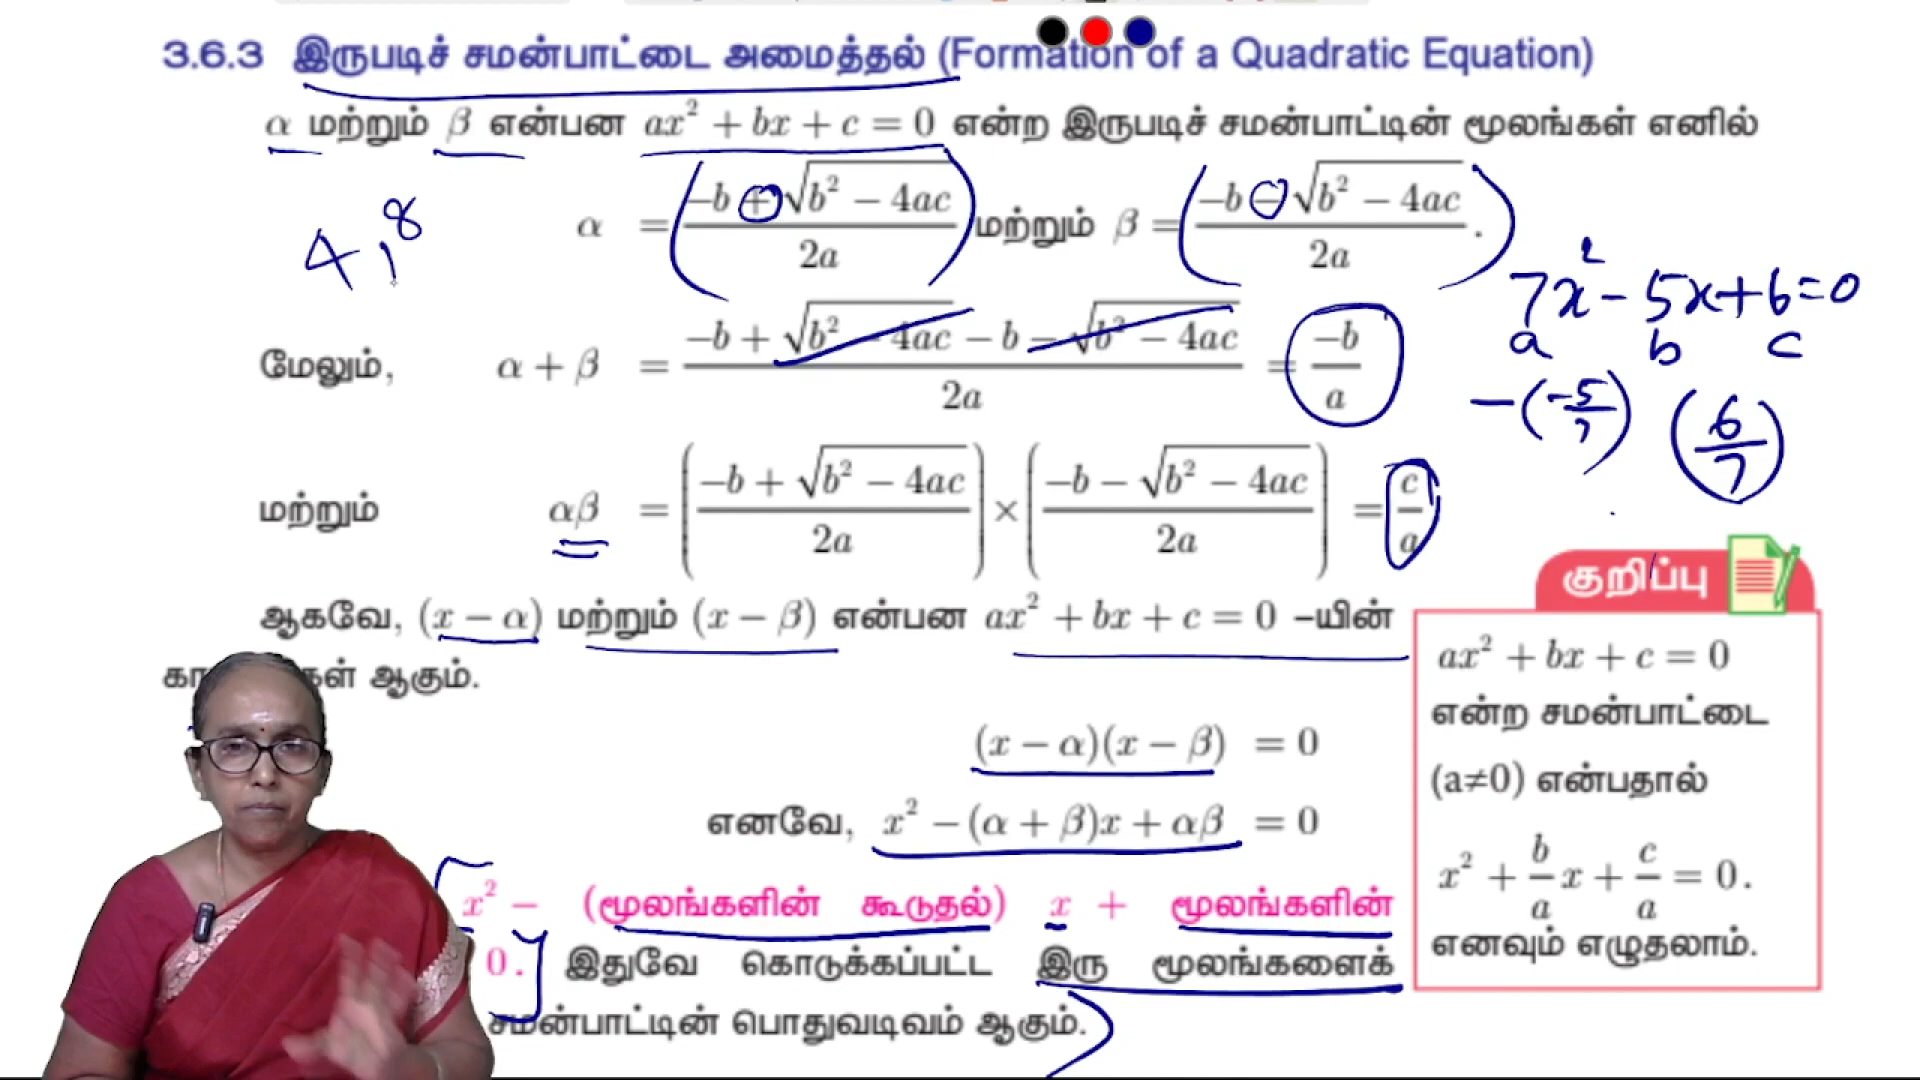 3.6.3 இருபடிச் சமன்பாட்டை அமைத்தல் (Formation of a Quadratic Equation)
α மற்றும் β என்பன ax² + bx + c = 0 என்ற இருபடிச் சமன்பாட்டின் மூலங்கள் எனில்
α = (-b + √(b² − 4ac))/2a மற்றும் β = (-b − √(b² − 4ac))/2a .
4, 8
7x² - 5x + 6 = 0
a b c
மேலும், α + β = (-b + √(b² − 4ac) − b − √(b² − 4ac))/2a = -b/a
-(-5/7) (6/7)
மற்றும் αβ = ((-b + √(b² − 4ac))/2a) × ((-b − √(b² − 4ac))/2a) = c/a
ஆகவே, (x − α) மற்றும் (x − β) என்பன ax² + bx + c = 0 –யின்
ஆகும்.
(x − α)(x − β) = 0
எனவே, x² − (α + β)x + αβ = 0
x² − (மூலங்களின் கூடுதல்) x + மூலங்களின்
0. இதுவே கொடுக்கப்பட்ட இரு மூலங்களைக்
சமன்பாட்டின் பொதுவடிவம் ஆகும்.
குறிப்பு
ax² + bx + c = 0
என்ற சமன்பாட்டை
(a≠0) என்பதால்
x² + b/a x + c/a = 0.
எனவும் எழுதலாம்.